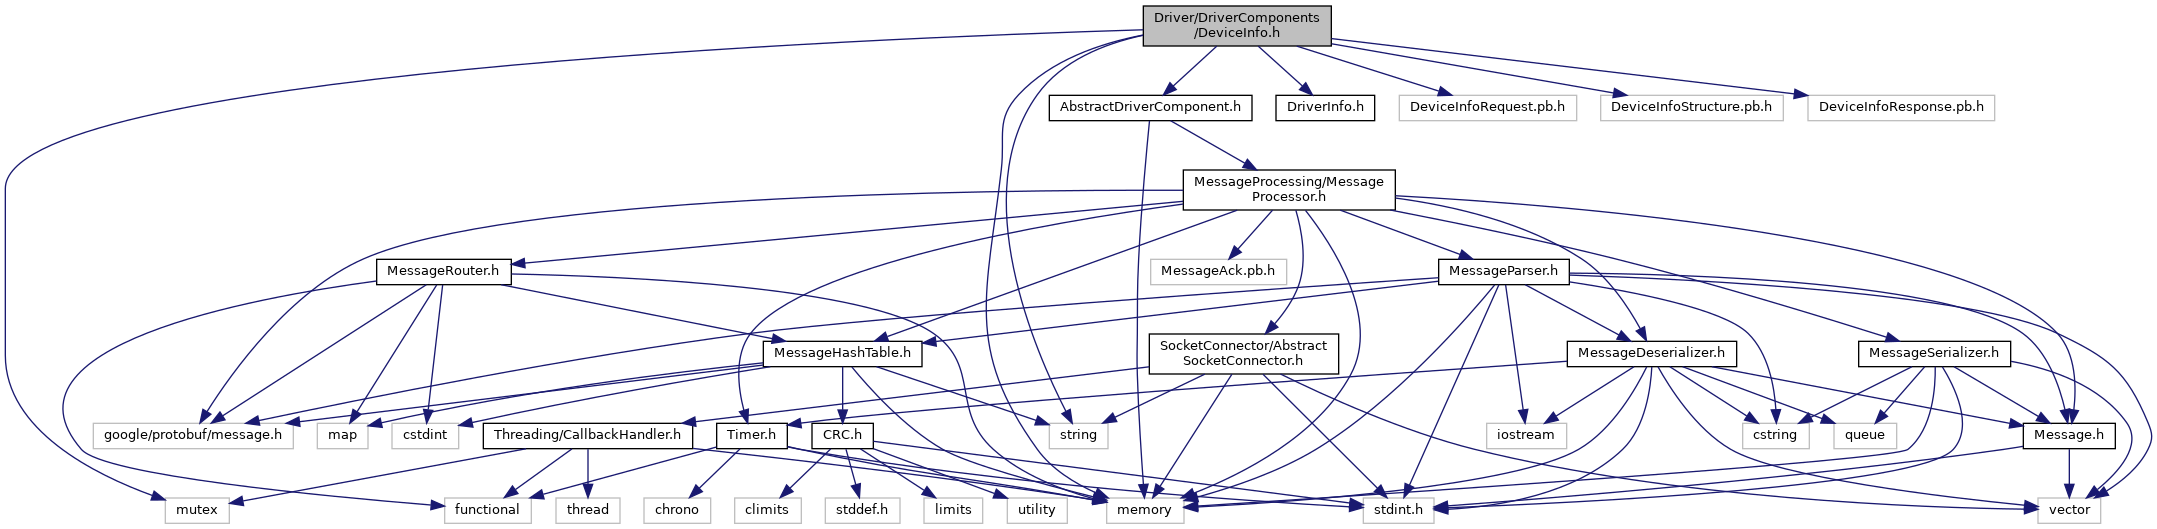 Driver/DriverComponents
/DeviceInfo.h
AbstractDriverComponent.h
DriverInfo.h
DeviceInfoRequest.pb.h
DeviceInfoStructure.pb.h
DeviceInfoResponse.pb.h
MessageProcessing/Message
Processor.h
MessageRouter.h
MessageAck.pb.h
MessageParser.h
MessageHashTable.h
SocketConnector/Abstract
SocketConnector.h
MessageDeserializer.h
MessageSerializer.h
google/protobuf/message.h
map
cstdint
Threading/CallbackHandler.h
Timer.h
CRC.h
string
iostream
cstring
queue
Message.h
mutex
functional
thread
chrono
climits
stddef.h
limits
utility
memory
stdint.h
vector